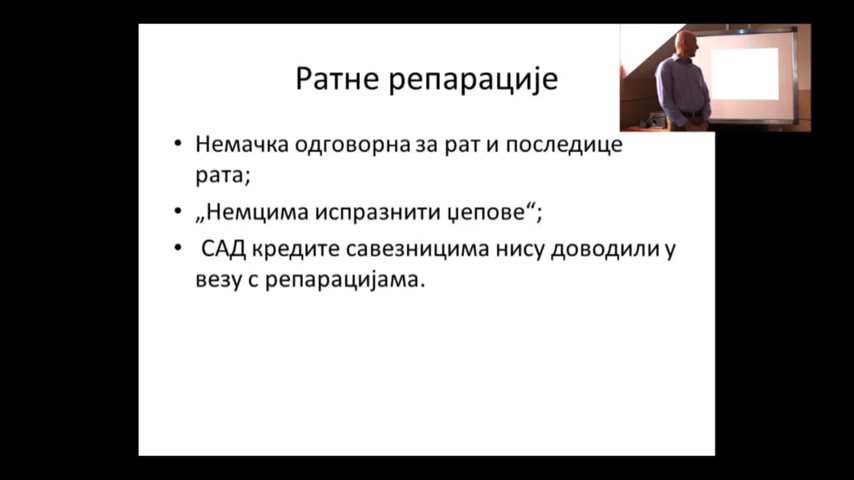 Ратне репарације
• Немачка одговорна за рат и последице
рата;
• „Немцима испразнити џепове“;
• САД кредите савезницима нису доводили у
везу с репарацијама.